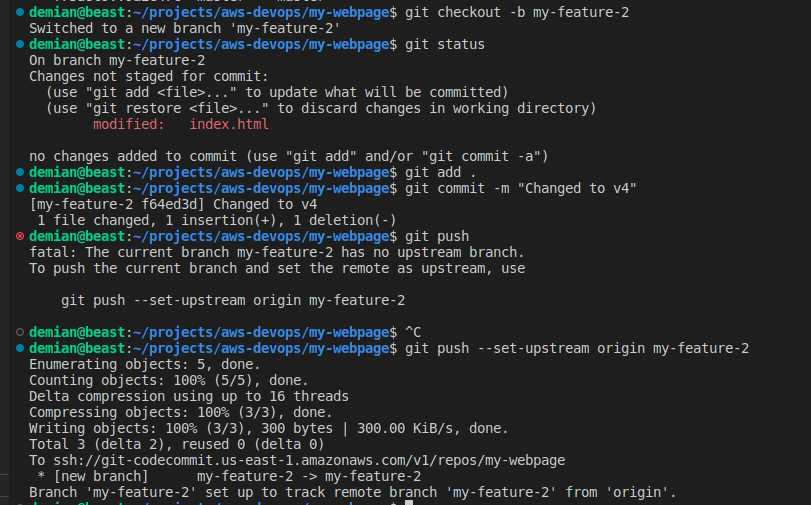 demian@beast:~/projects/aws-devops/my-webpage$ git checkout -b my-feature-2
Switched to a new branch 'my-feature-2'
demian@beast:~/projects/aws-devops/my-webpage$ git status
On branch my-feature-2
Changes not staged for commit:
  (use "git add <file>..." to update what will be committed)
  (use "git restore <file>..." to discard changes in working directory)
        modified:   index.html

no changes added to commit (use "git add" and/or "git commit -a")
demian@beast:~/projects/aws-devops/my-webpage$ git add .
demian@beast:~/projects/aws-devops/my-webpage$ git commit -m "Changed to v4"
[my-feature-2 f64ed3d] Changed to v4
 1 file changed, 1 insertion(+), 1 deletion(-)
demian@beast:~/projects/aws-devops/my-webpage$ git push
fatal: The current branch my-feature-2 has no upstream branch.
To push the current branch and set the remote as upstream, use

    git push --set-upstream origin my-feature-2

demian@beast:~/projects/aws-devops/my-webpage$ ^C
demian@beast:~/projects/aws-devops/my-webpage$ git push --set-upstream origin my-feature-2
Enumerating objects: 5, done.
Counting objects: 100% (5/5), done.
Delta compression using up to 16 threads
Compressing objects: 100% (3/3), done.
Writing objects: 100% (3/3), 300 bytes | 300.00 KiB/s, done.
Total 3 (delta 2), reused 0 (delta 0)
To ssh://git-codecommit.us-east-1.amazonaws.com/v1/repos/my-webpage
 * [new branch]      my-feature-2 -> my-feature-2
Branch 'my-feature-2' set up to track remote branch 'my-feature-2' from 'origin'.